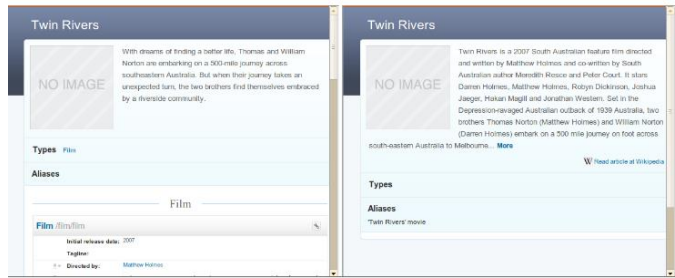 Twin Rivers
NO IMAGE
With dreams of finding a better life, Thomas and William
Norton are embarking on a 500-mile journey across
southeastern Australia. But when their journey takes an
unexpected turn, the two brothers find themselves embraced
by a riverside community.
Types Film
Aliases
Film
Film /film/film
Initial release date: 2007
Tagline:
Directed by: Matthew Holmes
Twin Rivers
NO IMAGE
Twin Rivers is a 2007 South Australian feature film directed
and written by Matthew Holmes and co-written by South
Australian author Meredith Resce and Peter Court. It stars
Darren Holmes, Matthew Holmes, Robyn Dickinson, Joshua
Jaeger, Hakan Magill and Jonathan Western. Set in the
Depression-ravaged Australian outback of 1939 Australia, two
brothers Thomas Norton (Matthew Holmes) and William Norton
(Darren Holmes) embark on a 500 mile journey on foot across
south-eastern Australia to Melbourne... More
W Read article at Wikipedia
Types
Aliases
'Twin Rivers' movie